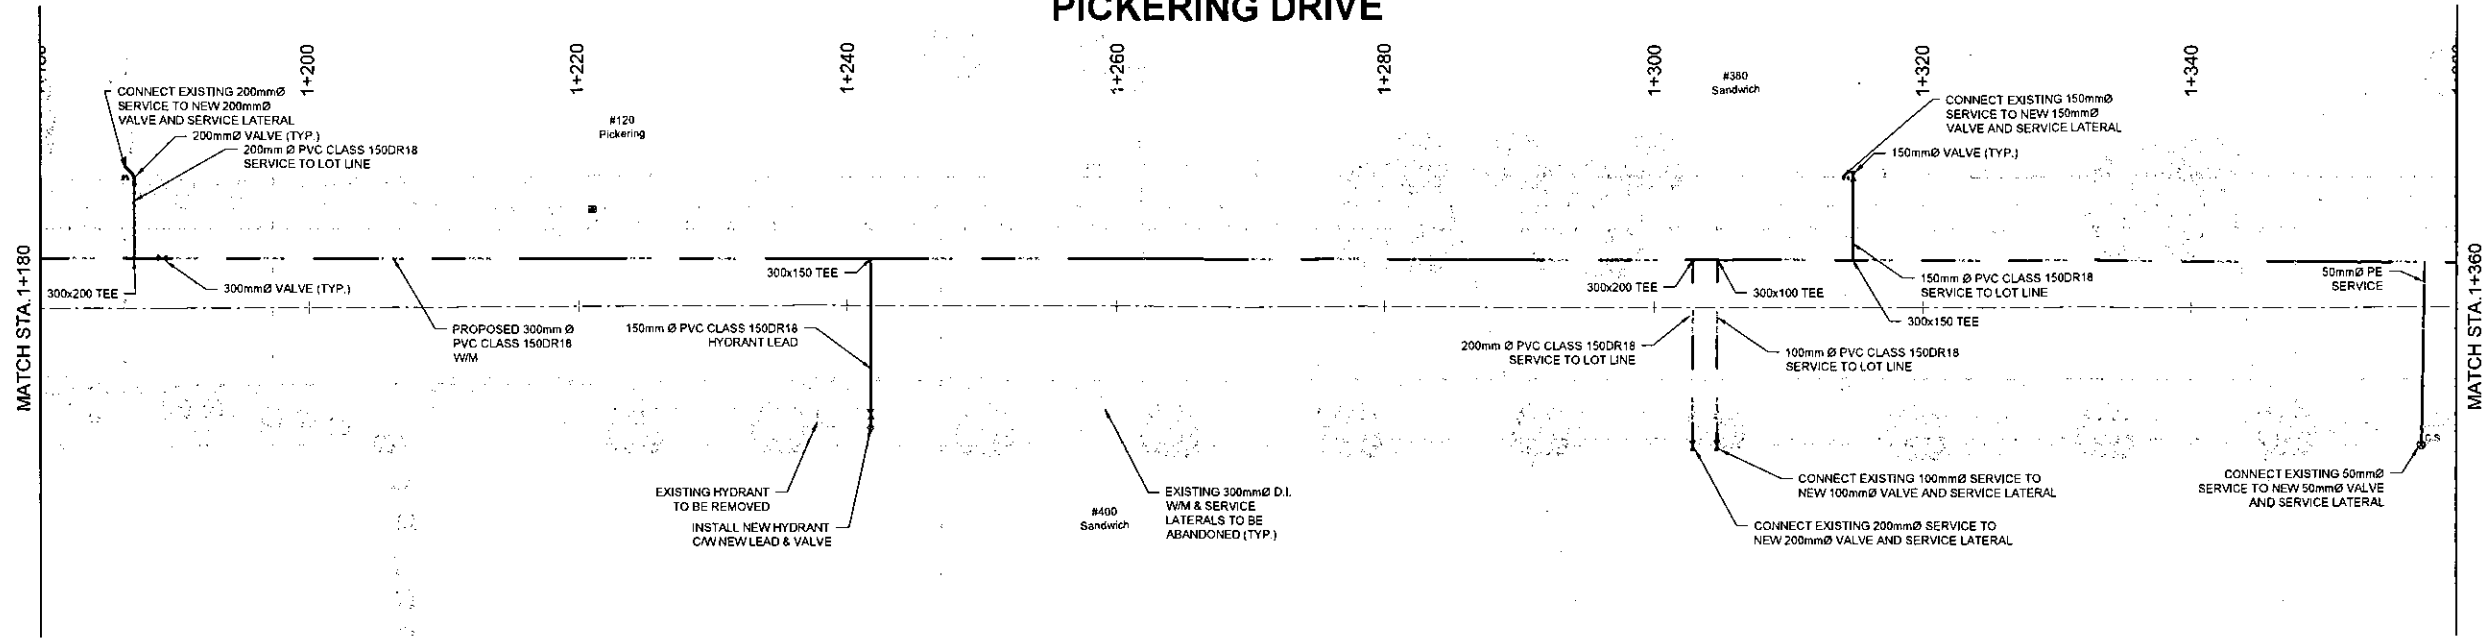 PICKERING DRIVE
1+200
1+220
1+240
1+260
1+280
1+300
1+320
1+340
MATCH STA.1+180
CONNECT EXISTING 200mmØ
SERVICE TO NEW 200mmØ
VALVE AND SERVICE LATERAL
200mmØ VALVE (TYP.)
200mm Ø PVC CLASS 150DR18
SERVICE TO LOT LINE
#120
Pickering
300x200 TEE
300mmØ VALVE (TYP.)
PROPOSED 300mm Ø
PVC CLASS 150DR18
W/M
300x150 TEE
150mm Ø PVC CLASS 150DR18
HYDRANT LEAD
EXISTING HYDRANT
TO BE REMOVED
INSTALL NEW HYDRANT
C/W NEW LEAD & VALVE
#400
Sandwich
EXISTING 300mmØ D.I.
W/M & SERVICE
LATERALS TO BE
ABANDONED (TYP.)
#380
Sandwich
300x200 TEE
300x100 TEE
200mm Ø PVC CLASS 150DR18
SERVICE TO LOT LINE
100mm Ø PVC CLASS 150DR18
SERVICE TO LOT LINE
CONNECT EXISTING 100mmØ SERVICE TO
NEW 100mmØ VALVE AND SERVICE LATERAL
CONNECT EXISTING 200mmØ SERVICE TO
NEW 200mmØ VALVE AND SERVICE LATERAL
CONNECT EXISTING 150mmØ
SERVICE TO NEW 150mmØ
VALVE AND SERVICE LATERAL
150mmØ VALVE (TYP.)
150mm Ø PVC CLASS 150DR18
SERVICE TO LOT LINE
300x150 TEE
50mmØ PE
SERVICE
CONNECT EXISTING 50mmØ
SERVICE TO NEW 50mmØ VALVE
AND SERVICE LATERAL
MATCH STA.1+360